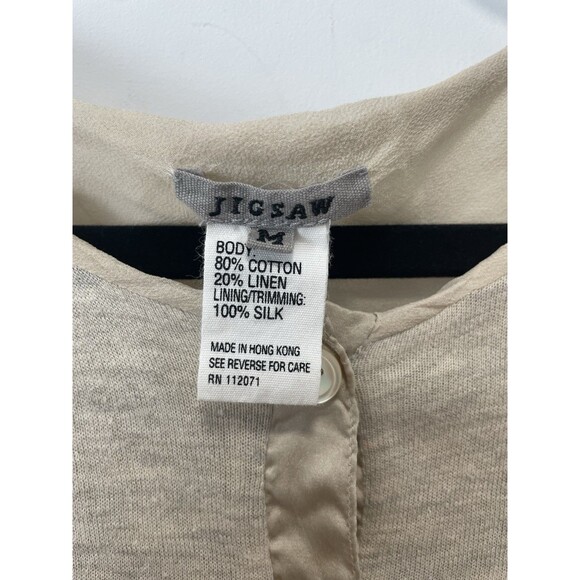 JIGSAW
M
BODY:
80% COTTON
20% LINEN
LINING/TRIMMING:
100% SILK
MADE IN HONG KONG
SEE REVERSE FOR CARE
RN 112071